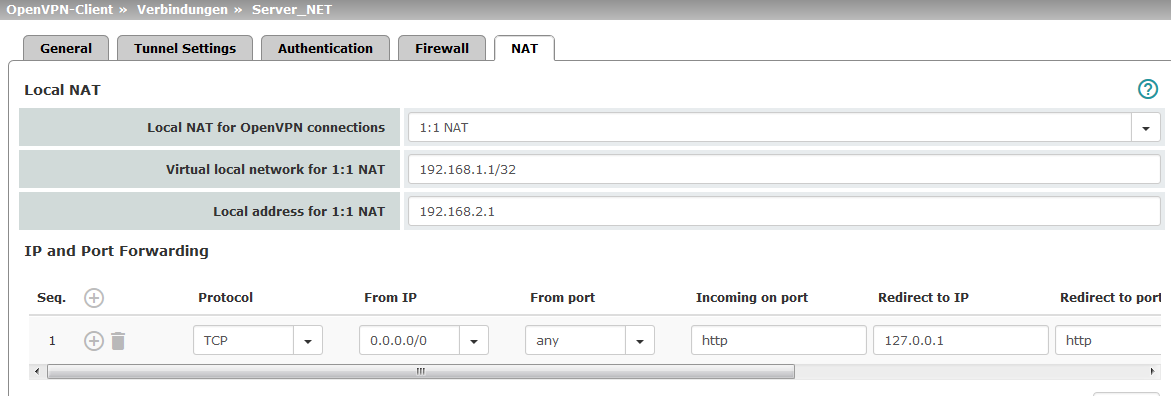 OpenVPN-Client » Verbindungen » Server_NET
General Tunnel Settings Authentication Firewall NAT
Local NAT ?
Local NAT for OpenVPN connections 1:1 NAT
Virtual local network for 1:1 NAT 192.168.1.1/32
Local address for 1:1 NAT 192.168.2.1
IP and Port Forwarding
Seq. Protocol From IP From port Incoming on port Redirect to IP Redirect to port
1 TCP 0.0.0.0/0 any http 127.0.0.1 http